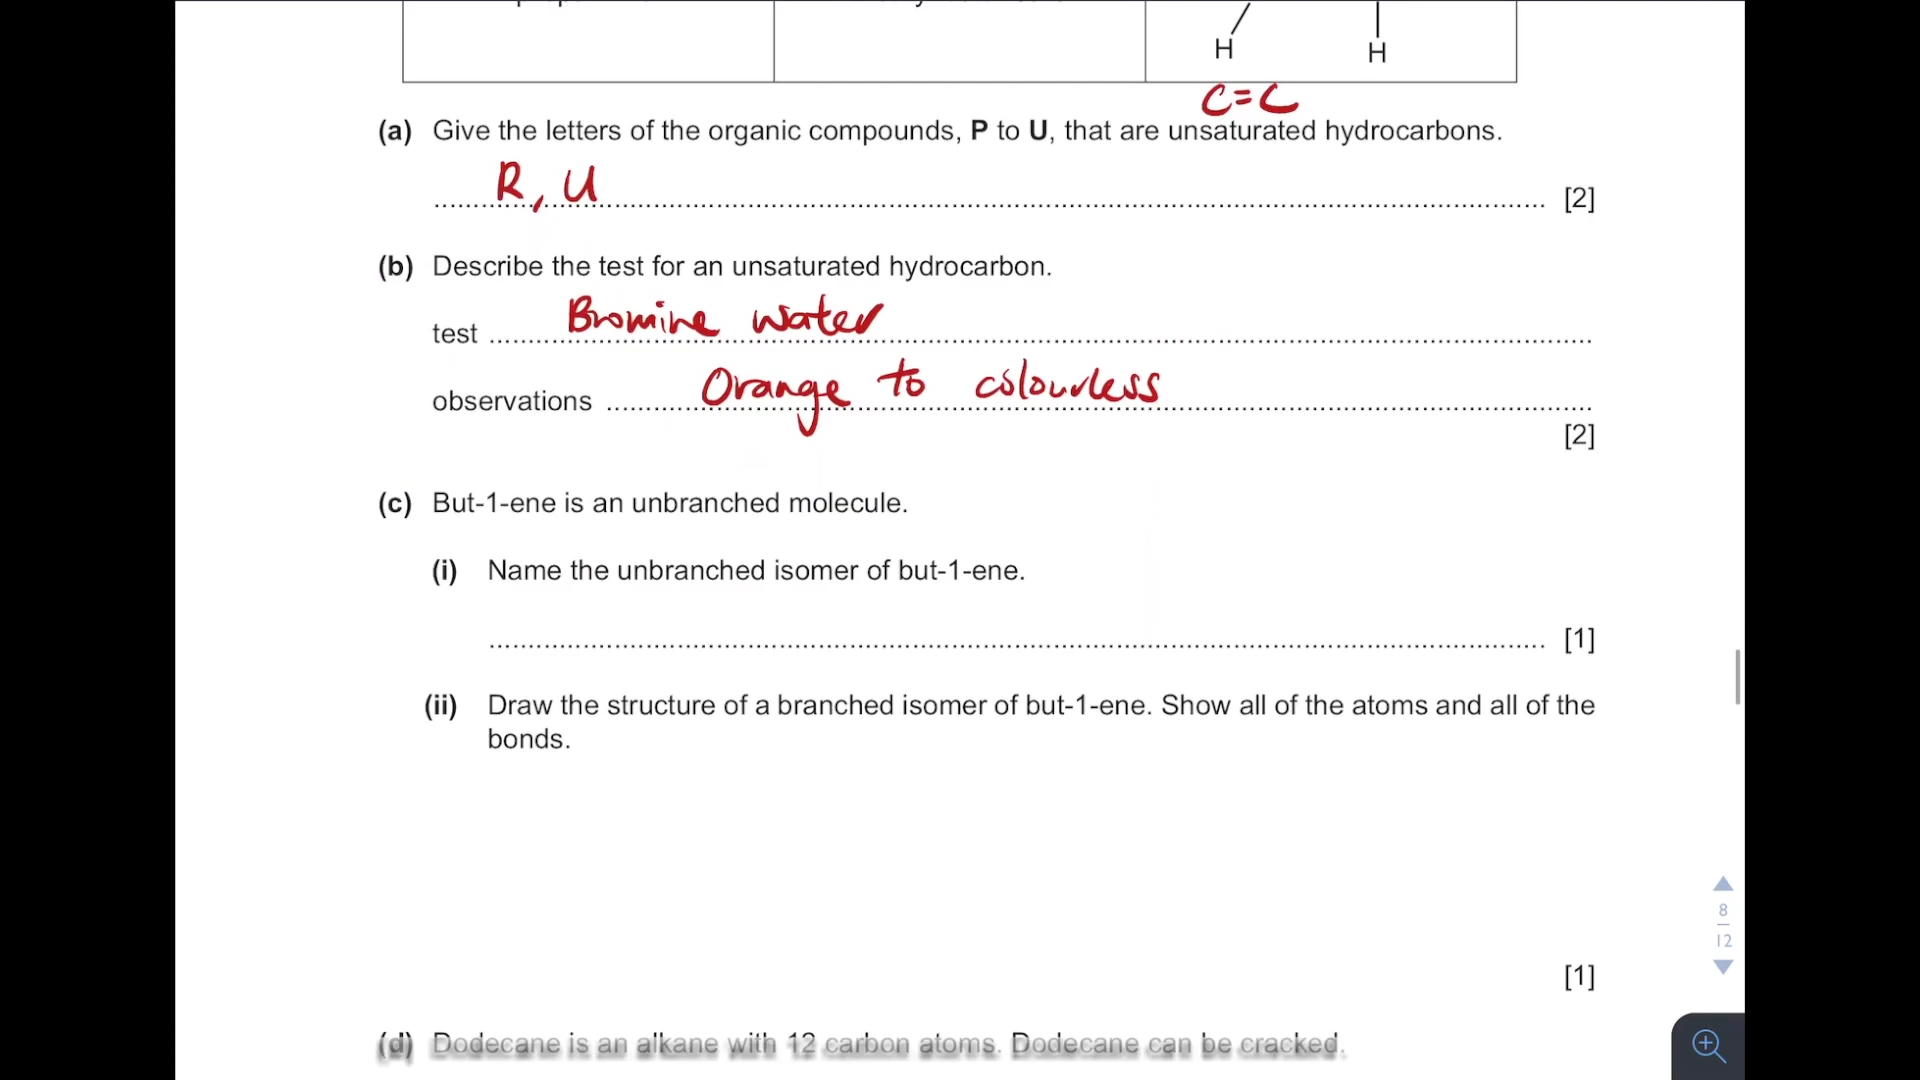 H H
C=C
(a) Give the letters of the organic compounds, P to U, that are unsaturated hydrocarbons.
R, U [2]
(b) Describe the test for an unsaturated hydrocarbon.
test Bromine water
observations Orange to colourless
[2]
(c) But-1-ene is an unbranched molecule.
(i) Name the unbranched isomer of but-1-ene.
[1]
(ii) Draw the structure of a branched isomer of but-1-ene. Show all of the atoms and all of the
bonds.
8
12
[1]
(d) Dodecane is an alkane with 12 carbon atoms. Dodecane can be cracked.